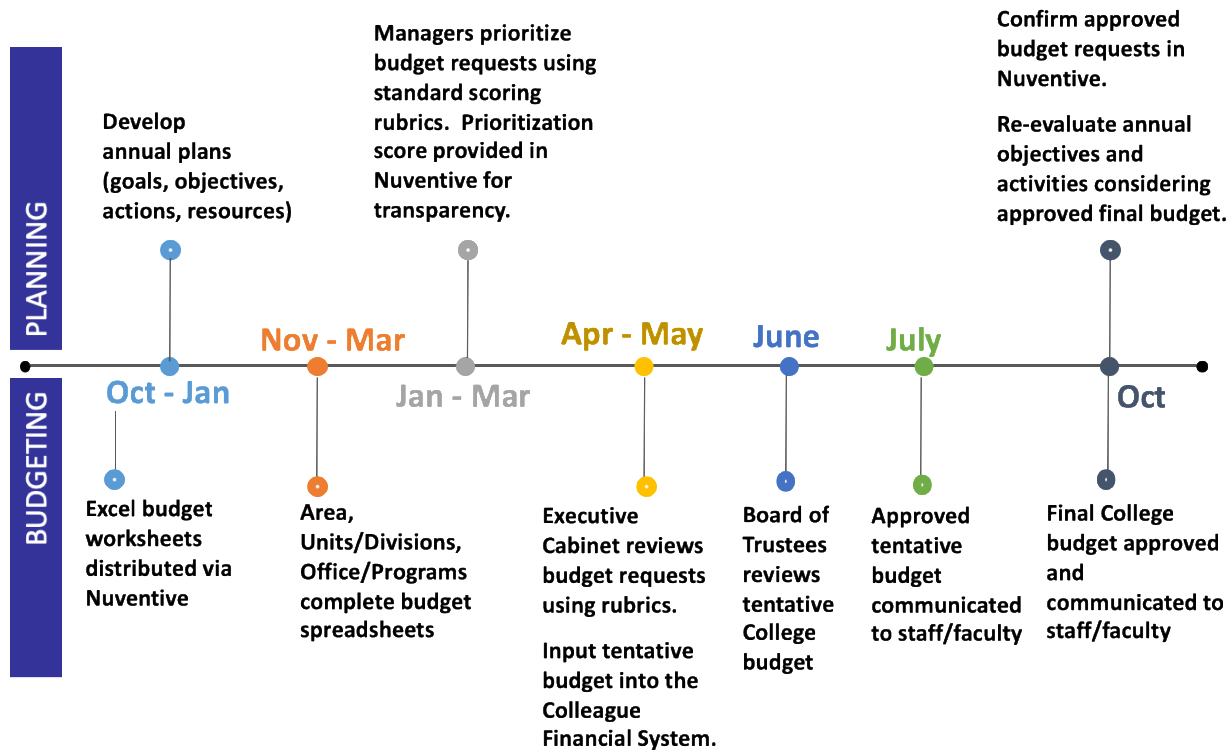 PLANNING
Develop
annual plans
(goals, objectives,
actions, resources)
Managers prioritize
budget requests using
standard scoring
rubrics.  Prioritization
score provided in
Nuventive for
transparency.
Confirm approved
budget requests in
Nuventive.
Re-evaluate annual
objectives and
activities considering
approved final budget.
Oct - Jan
Nov - Mar
Jan - Mar
Apr - May
June
July
Oct
BUDGETING
Excel budget
worksheets
distributed via
Nuventive
Area,
Units/Divisions,
Office/Programs
complete budget
spreadsheets
Executive
Cabinet reviews
budget requests
using rubrics.
Input tentative
budget into the
Colleague
Financial System.
Board of
Trustees
reviews
tentative
College
budget
Approved
tentative
budget
communicated
to staff/faculty
Final College
budget approved
and
communicated to
staff/faculty